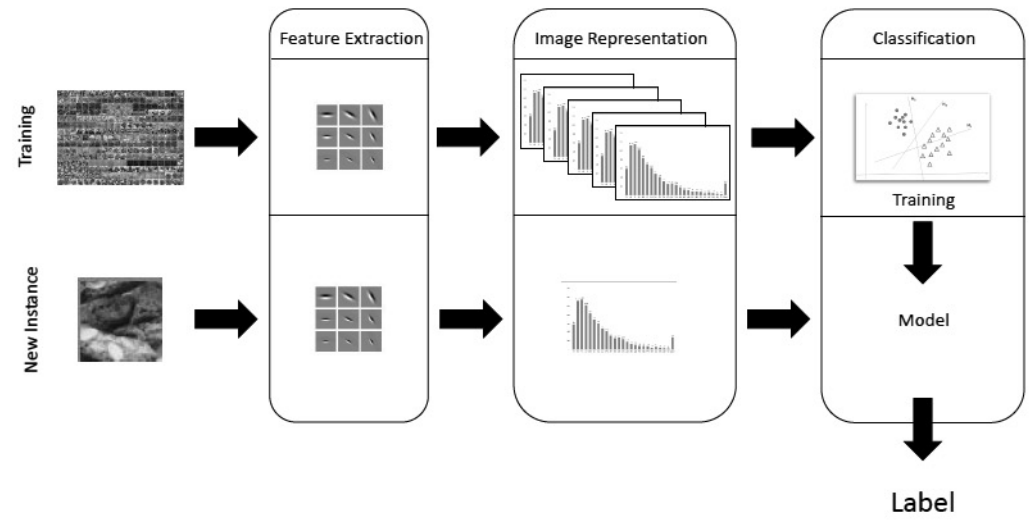 Feature Extraction
Image Representation
Classification
Training
Training
New Instance
Model
Label